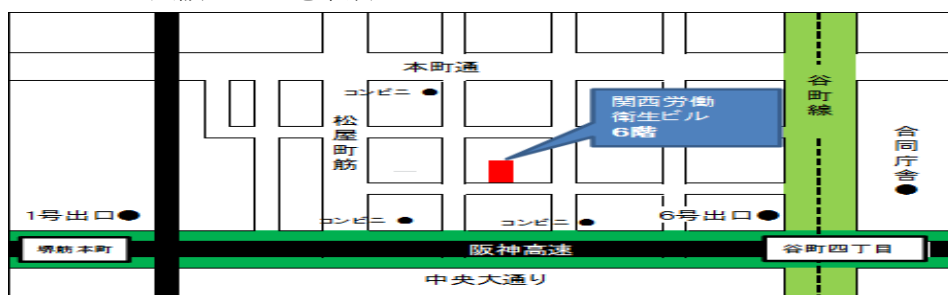 本町通
コンビニ
関西労働
衛生ビル
6階
谷町線
松屋町筋
合同庁舎
1号出口
コンビニ
コンビニ
6号出口
堺筋本町
阪神高速
谷町四丁目
中央大通り